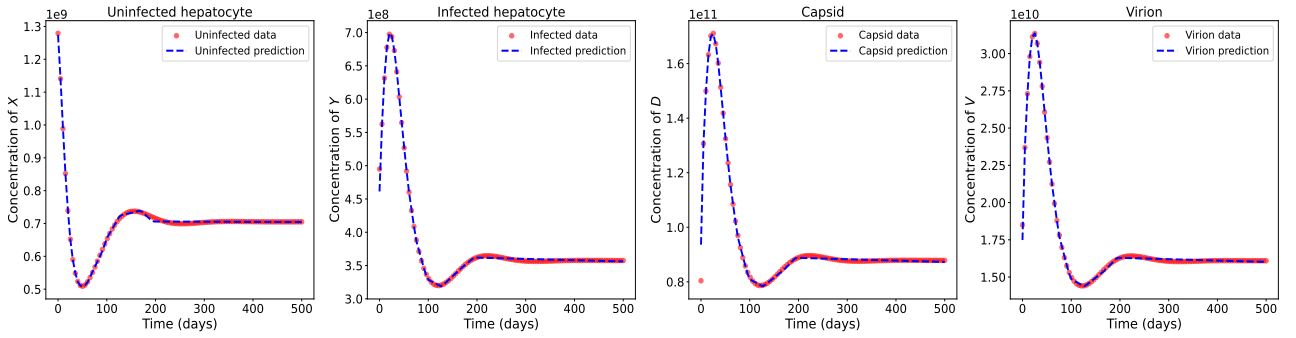 Uninfected hepatocyte
1e9
Uninfected data
Uninfected prediction
Concentration of X
1.3
1.2
1.1
1.0
0.9
0.8
0.7
0.6
0.5
0 100 200 300 400 500
Time (days)
Infected hepatocyte
1e8
Infected data
Infected prediction
Concentration of Y
7.0
6.0
5.0
4.5
4.0
3.5
3.0
0 100 200 300 400 500
Time (days)
Capsid
1e11
Capsid data
Capsid prediction
Concentration of D
1.6
1.4
1.2
1.0
0.8
0 100 200 300 400 500
Time (days)
Virion
1e10
Virion data
Virion prediction
Concentration of V
3.00
2.75
2.50
2.25
2.00
1.75
1.50
0 100 200 300 400 500
Time (days)